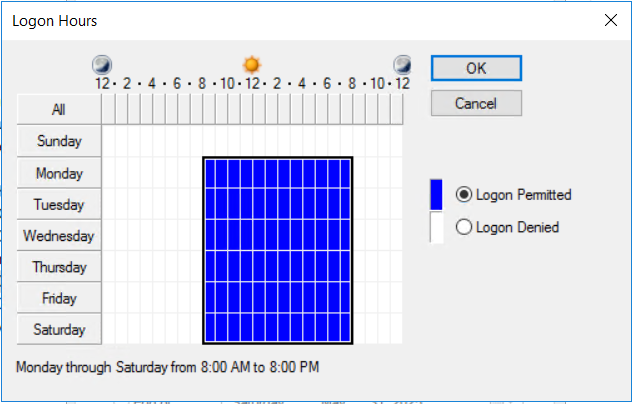 Logon Hours
12 · 2 · 4 · 6 · 8 · 10 · 12 · 2 · 4 · 6 · 8 · 10 · 12
OK
All
Cancel
Sunday
Monday
Logon Permitted
Tuesday
Wednesday
Logon Denied
Thursday
Friday
Saturday
Monday through Saturday from 8:00 AM to 8:00 PM